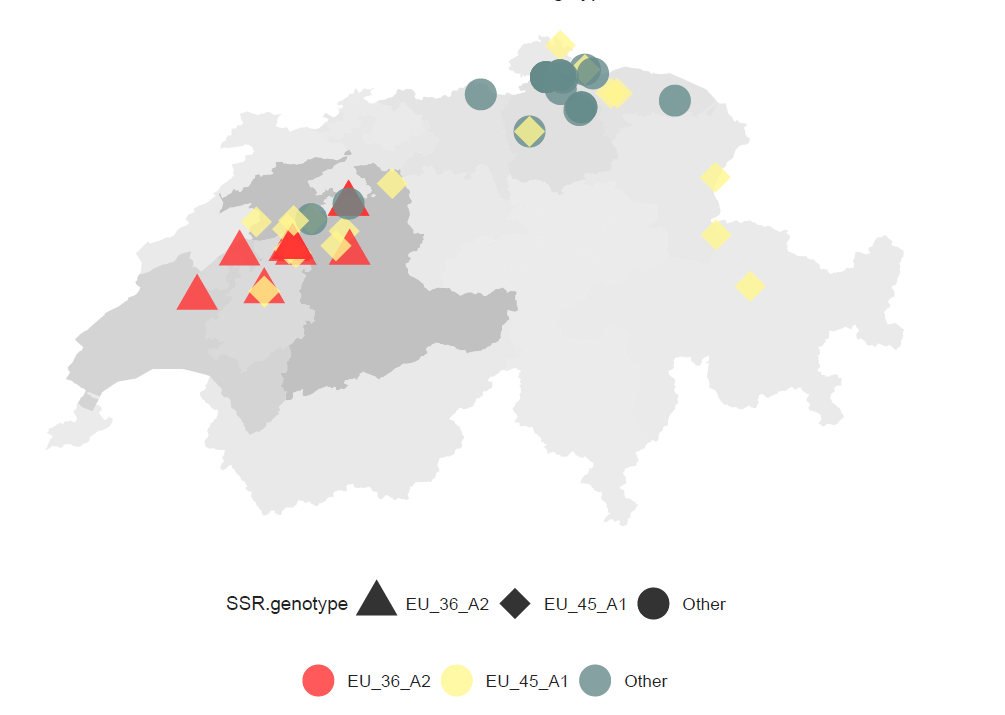 SSR.genotype EU_36_A2 EU_45_A1 Other
EU_36_A2 EU_45_A1 Other